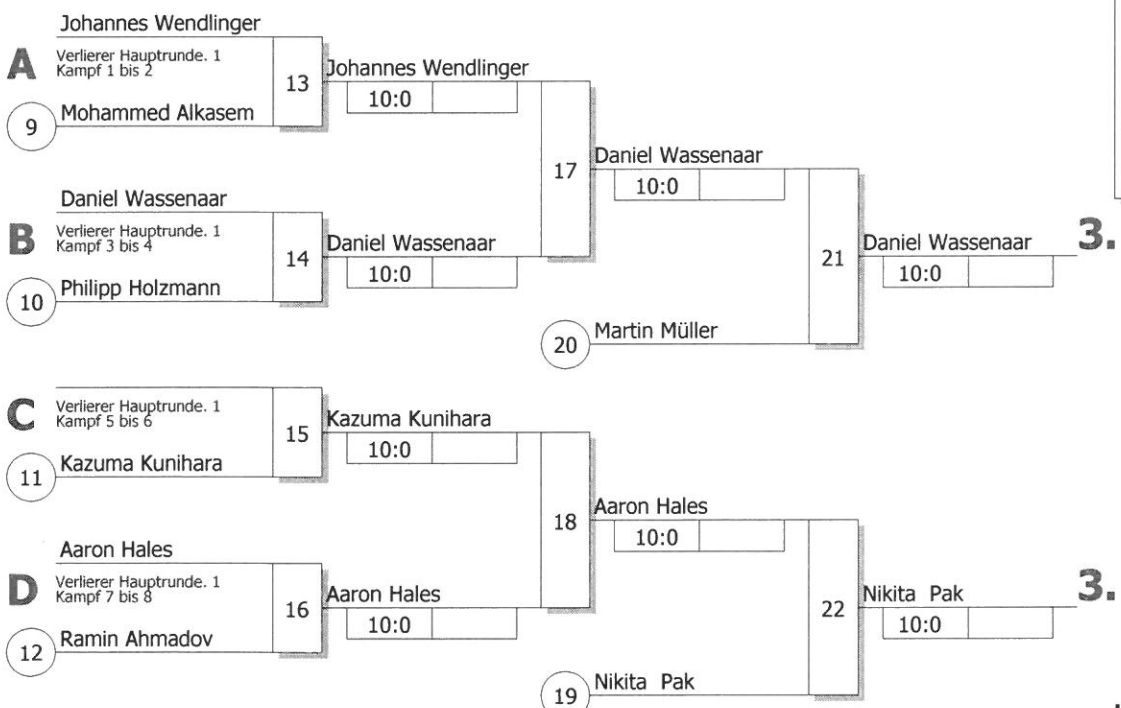 Johannes Wendlinger
A
Verlierer Hauptrunde. 1
Kampf 1 bis 2
13
Johannes Wendlinger
10:0
9
Mohammed Alkasem
17
Daniel Wassenaar
10:0
Daniel Wassenaar
B
Verlierer Hauptrunde. 1
Kampf 3 bis 4
14
Daniel Wassenaar
10:0
10
Philipp Holzmann
21
Daniel Wassenaar
10:0
3.
20
Martin Müller
C
Verlierer Hauptrunde. 1
Kampf 5 bis 6
15
Kazuma Kunihara
10:0
11
Kazuma Kunihara
18
Aaron Hales
10:0
Aaron Hales
D
Verlierer Hauptrunde. 1
Kampf 7 bis 8
16
Aaron Hales
10:0
12
Ramin Ahmadov
22
Nikita Pak
10:0
3.
19
Nikita Pak